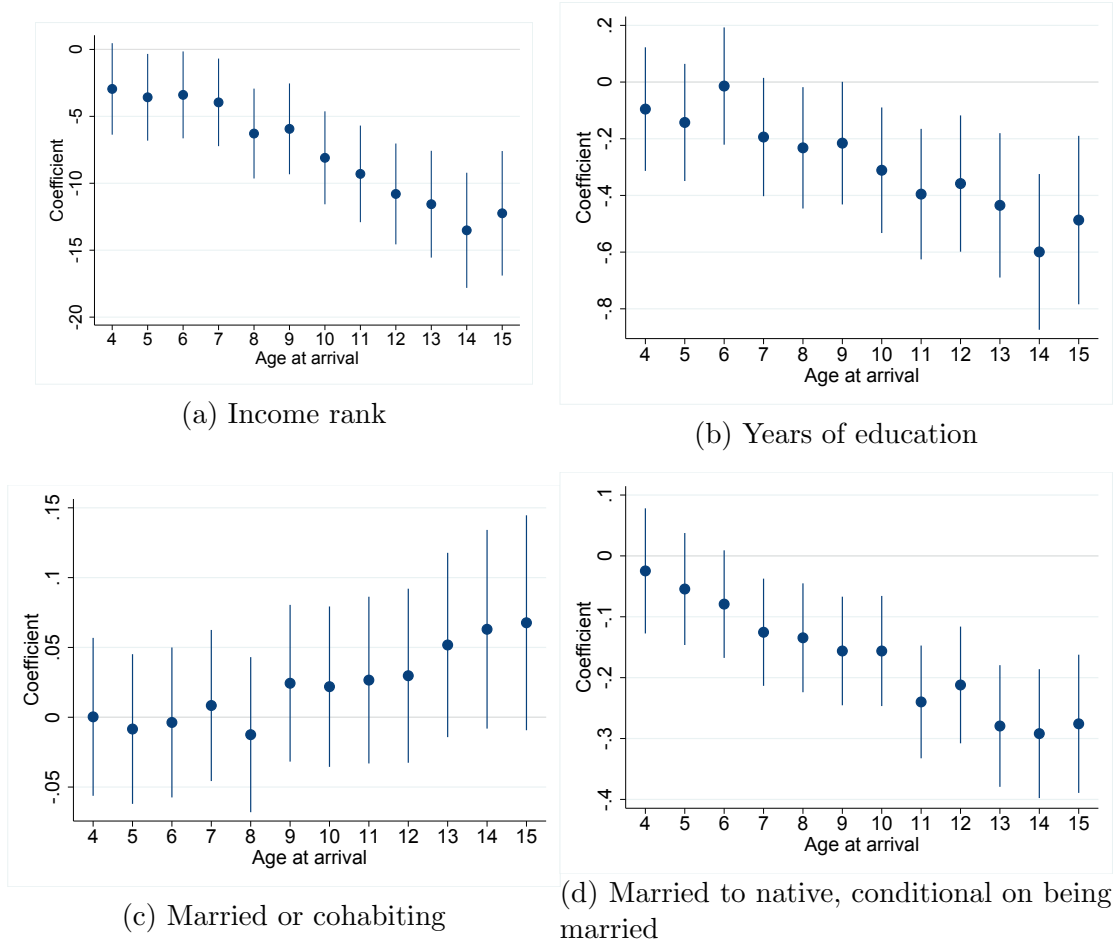 0
-5
-10
-15
-20
Coefficient
4 5 6 7 8 9 10 11 12 13 14 15
Age at arrival
(a) Income rank
.2
0
-.2
-.4
-.6
-.8
Coefficient
4 5 6 7 8 9 10 11 12 13 14 15
Age at arrival
(b) Years of education
.15
.1
.05
0
-.05
Coefficient
4 5 6 7 8 9 10 11 12 13 14 15
Age at arrival
(c) Married or cohabiting
.1
0
-.1
-.2
-.3
-.4
Coefficient
4 5 6 7 8 9 10 11 12 13 14 15
Age at arrival
(d) Married to native, conditional on being
married